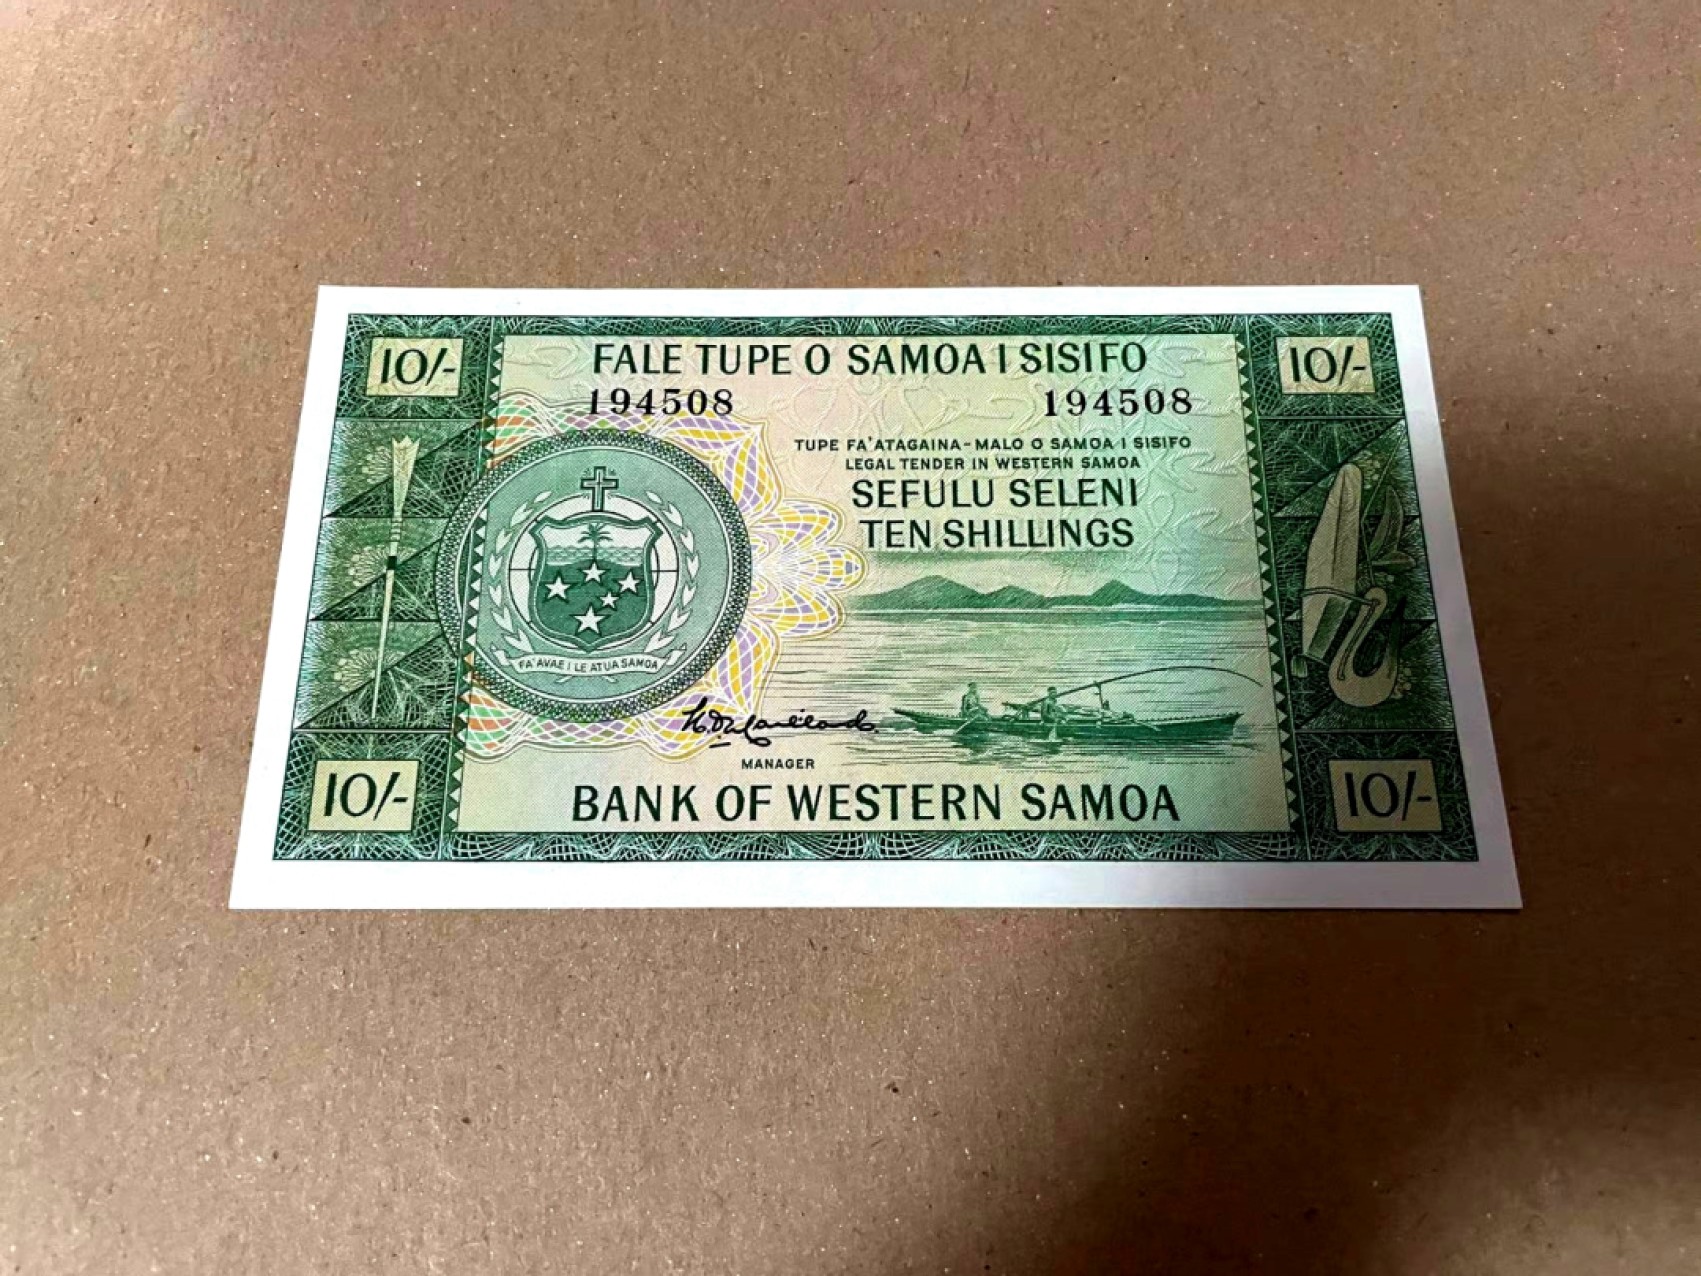 10/-
FALE TUPE O SAMOA I SISIFO
10/-
194508
194508
TUPE FA'ATAGAINA-MALO O SAMOA I SISIFO
LEGAL TENDER IN WESTERN SAMOA
SEFULU SELENI
TEN SHILLINGS
FA'AVAE I LE ATUA SAMOA
MANAGER
10/-
BANK OF WESTERN SAMOA
10/-